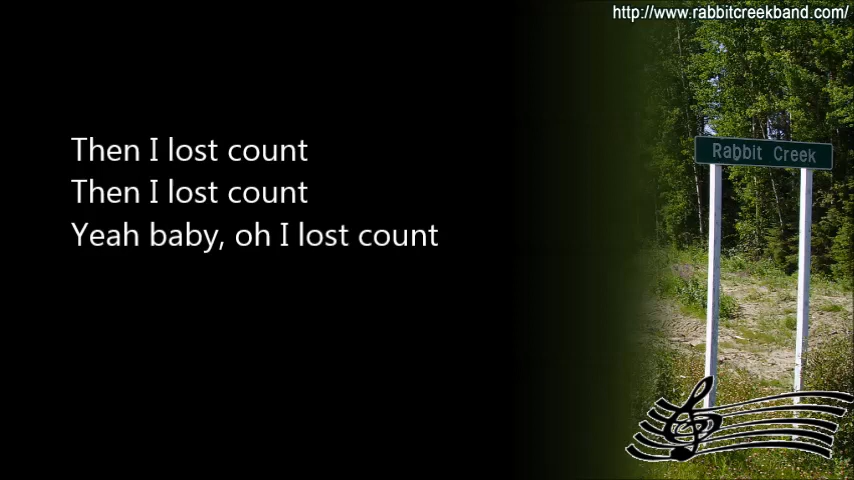 http://www.rabbitcreekband.com/
Then I lost count
Then I lost count
Yeah baby, oh I lost count
Rabbit Creek